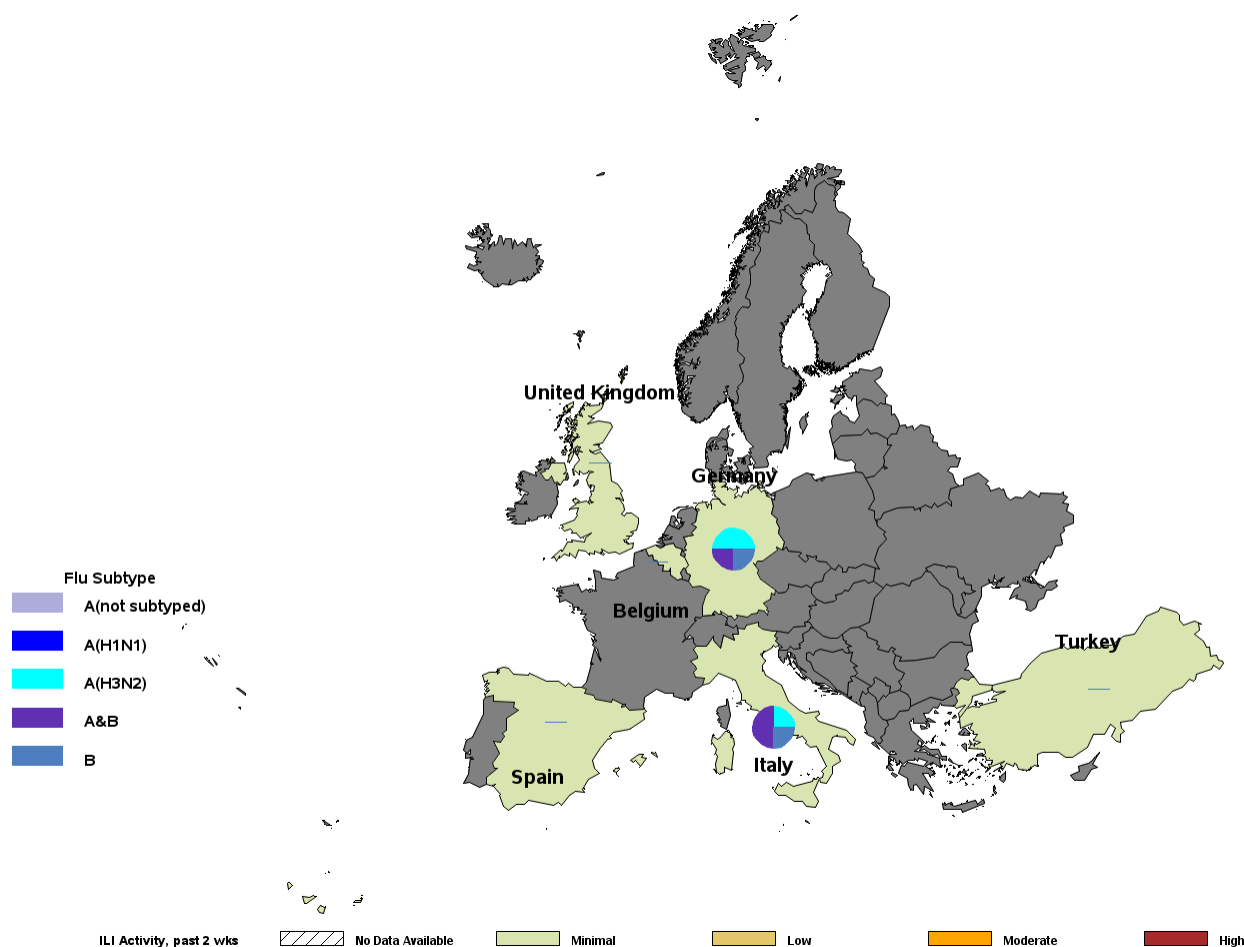 United Kingdom
Germany
Belgium
Turkey
Spain
Italy
Flu Subtype
A(not subtyped)
A(H1N1)
A(H3N2)
A&B
B
ILI Activity, past 2 wks
No Data Available
Minimal
Low
Moderate
High